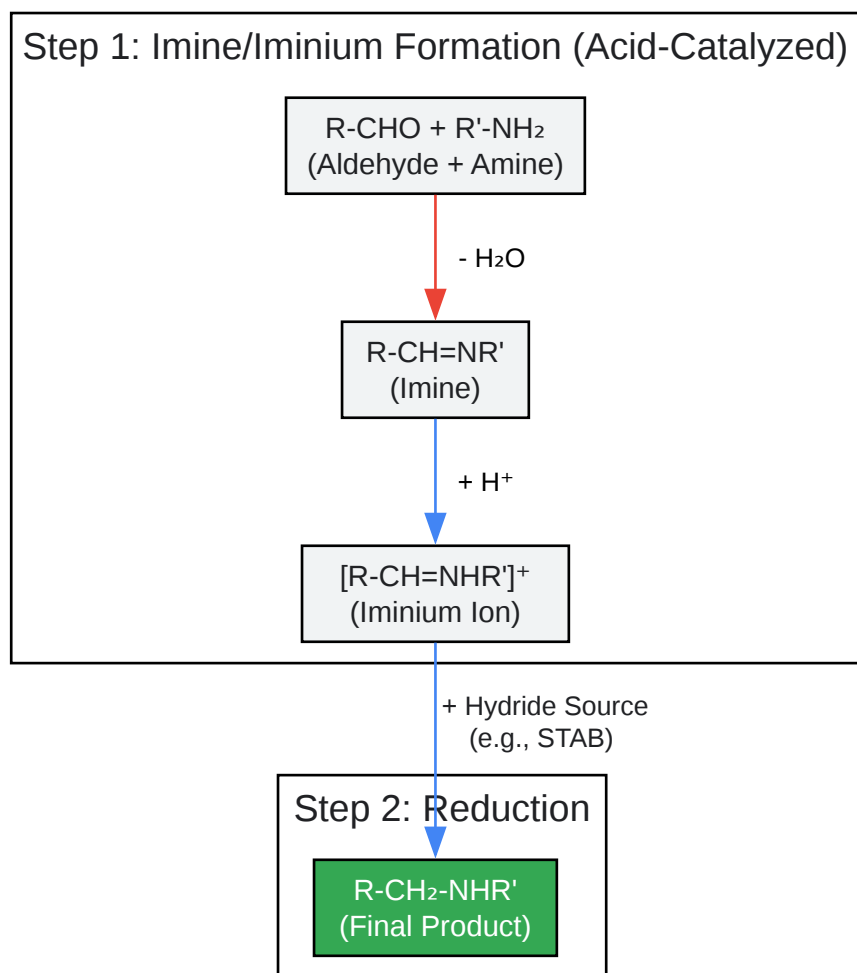 Step 1: Imine/Iminium Formation (Acid-Catalyzed)
R-CHO + R'-NH₂
(Aldehyde + Amine)
- H₂O
R-CH=NR'
(Imine)
+ H⁺
[R-CH=NHR']⁺
(Iminium Ion)
+ Hydride Source
(e.g., STAB)
Step 2: Reduction
R-CH₂-NHR'
(Final Product)